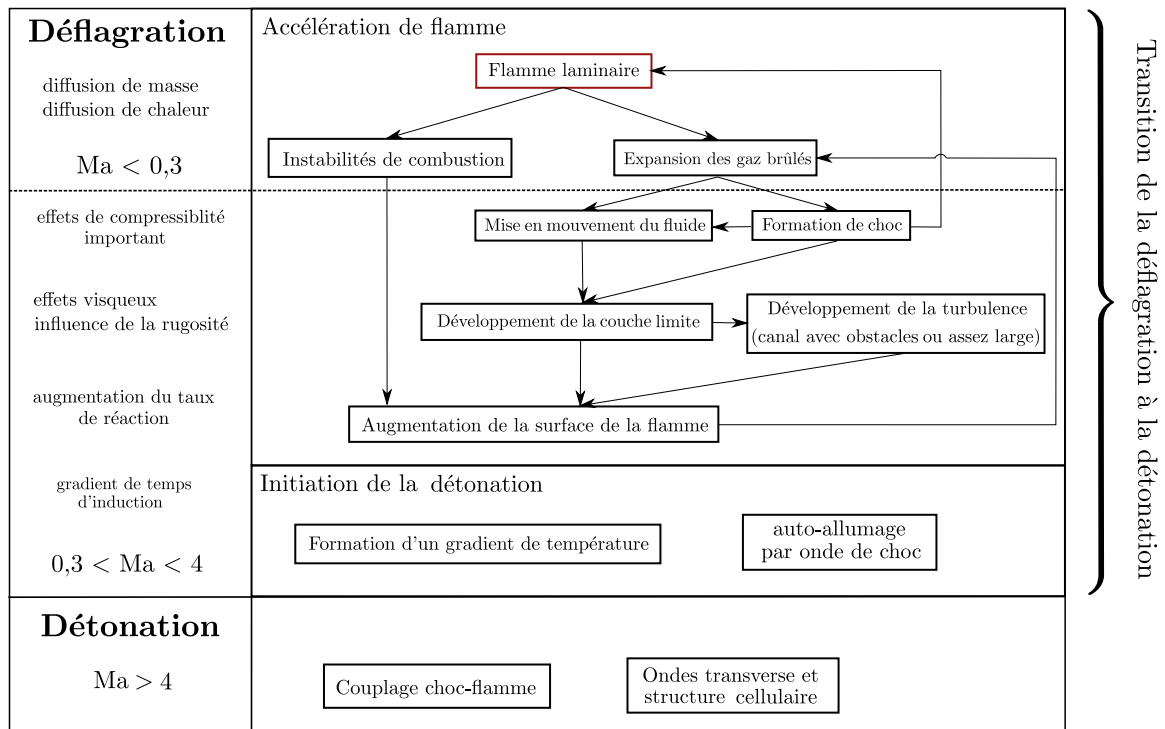 Déflagration
diffusion de masse
diffusion de chaleur
Ma < 0,3
effets de compressiblité
important
effets visqueux
influence de la rugosité
augmentation du taux
de réaction
gradient de temps
d'induction
0,3 < Ma < 4
Accélération de flamme
Flamme laminaire
Instabilités de combustion
Expansion des gaz brûlés
Mise en mouvement du fluide
Formation de choc
Développement de la couche limite
Développement de la turbulence
(canal avec obstacles ou assez large)
Augmentation de la surface de la flamme
Initiation de la détonation
Formation d'un gradient de température
auto-allumage
par onde de choc
Transition de la déflagration à la détonation
Détonation
Ma > 4
Couplage choc-flamme
Ondes transverse et
structure cellulaire